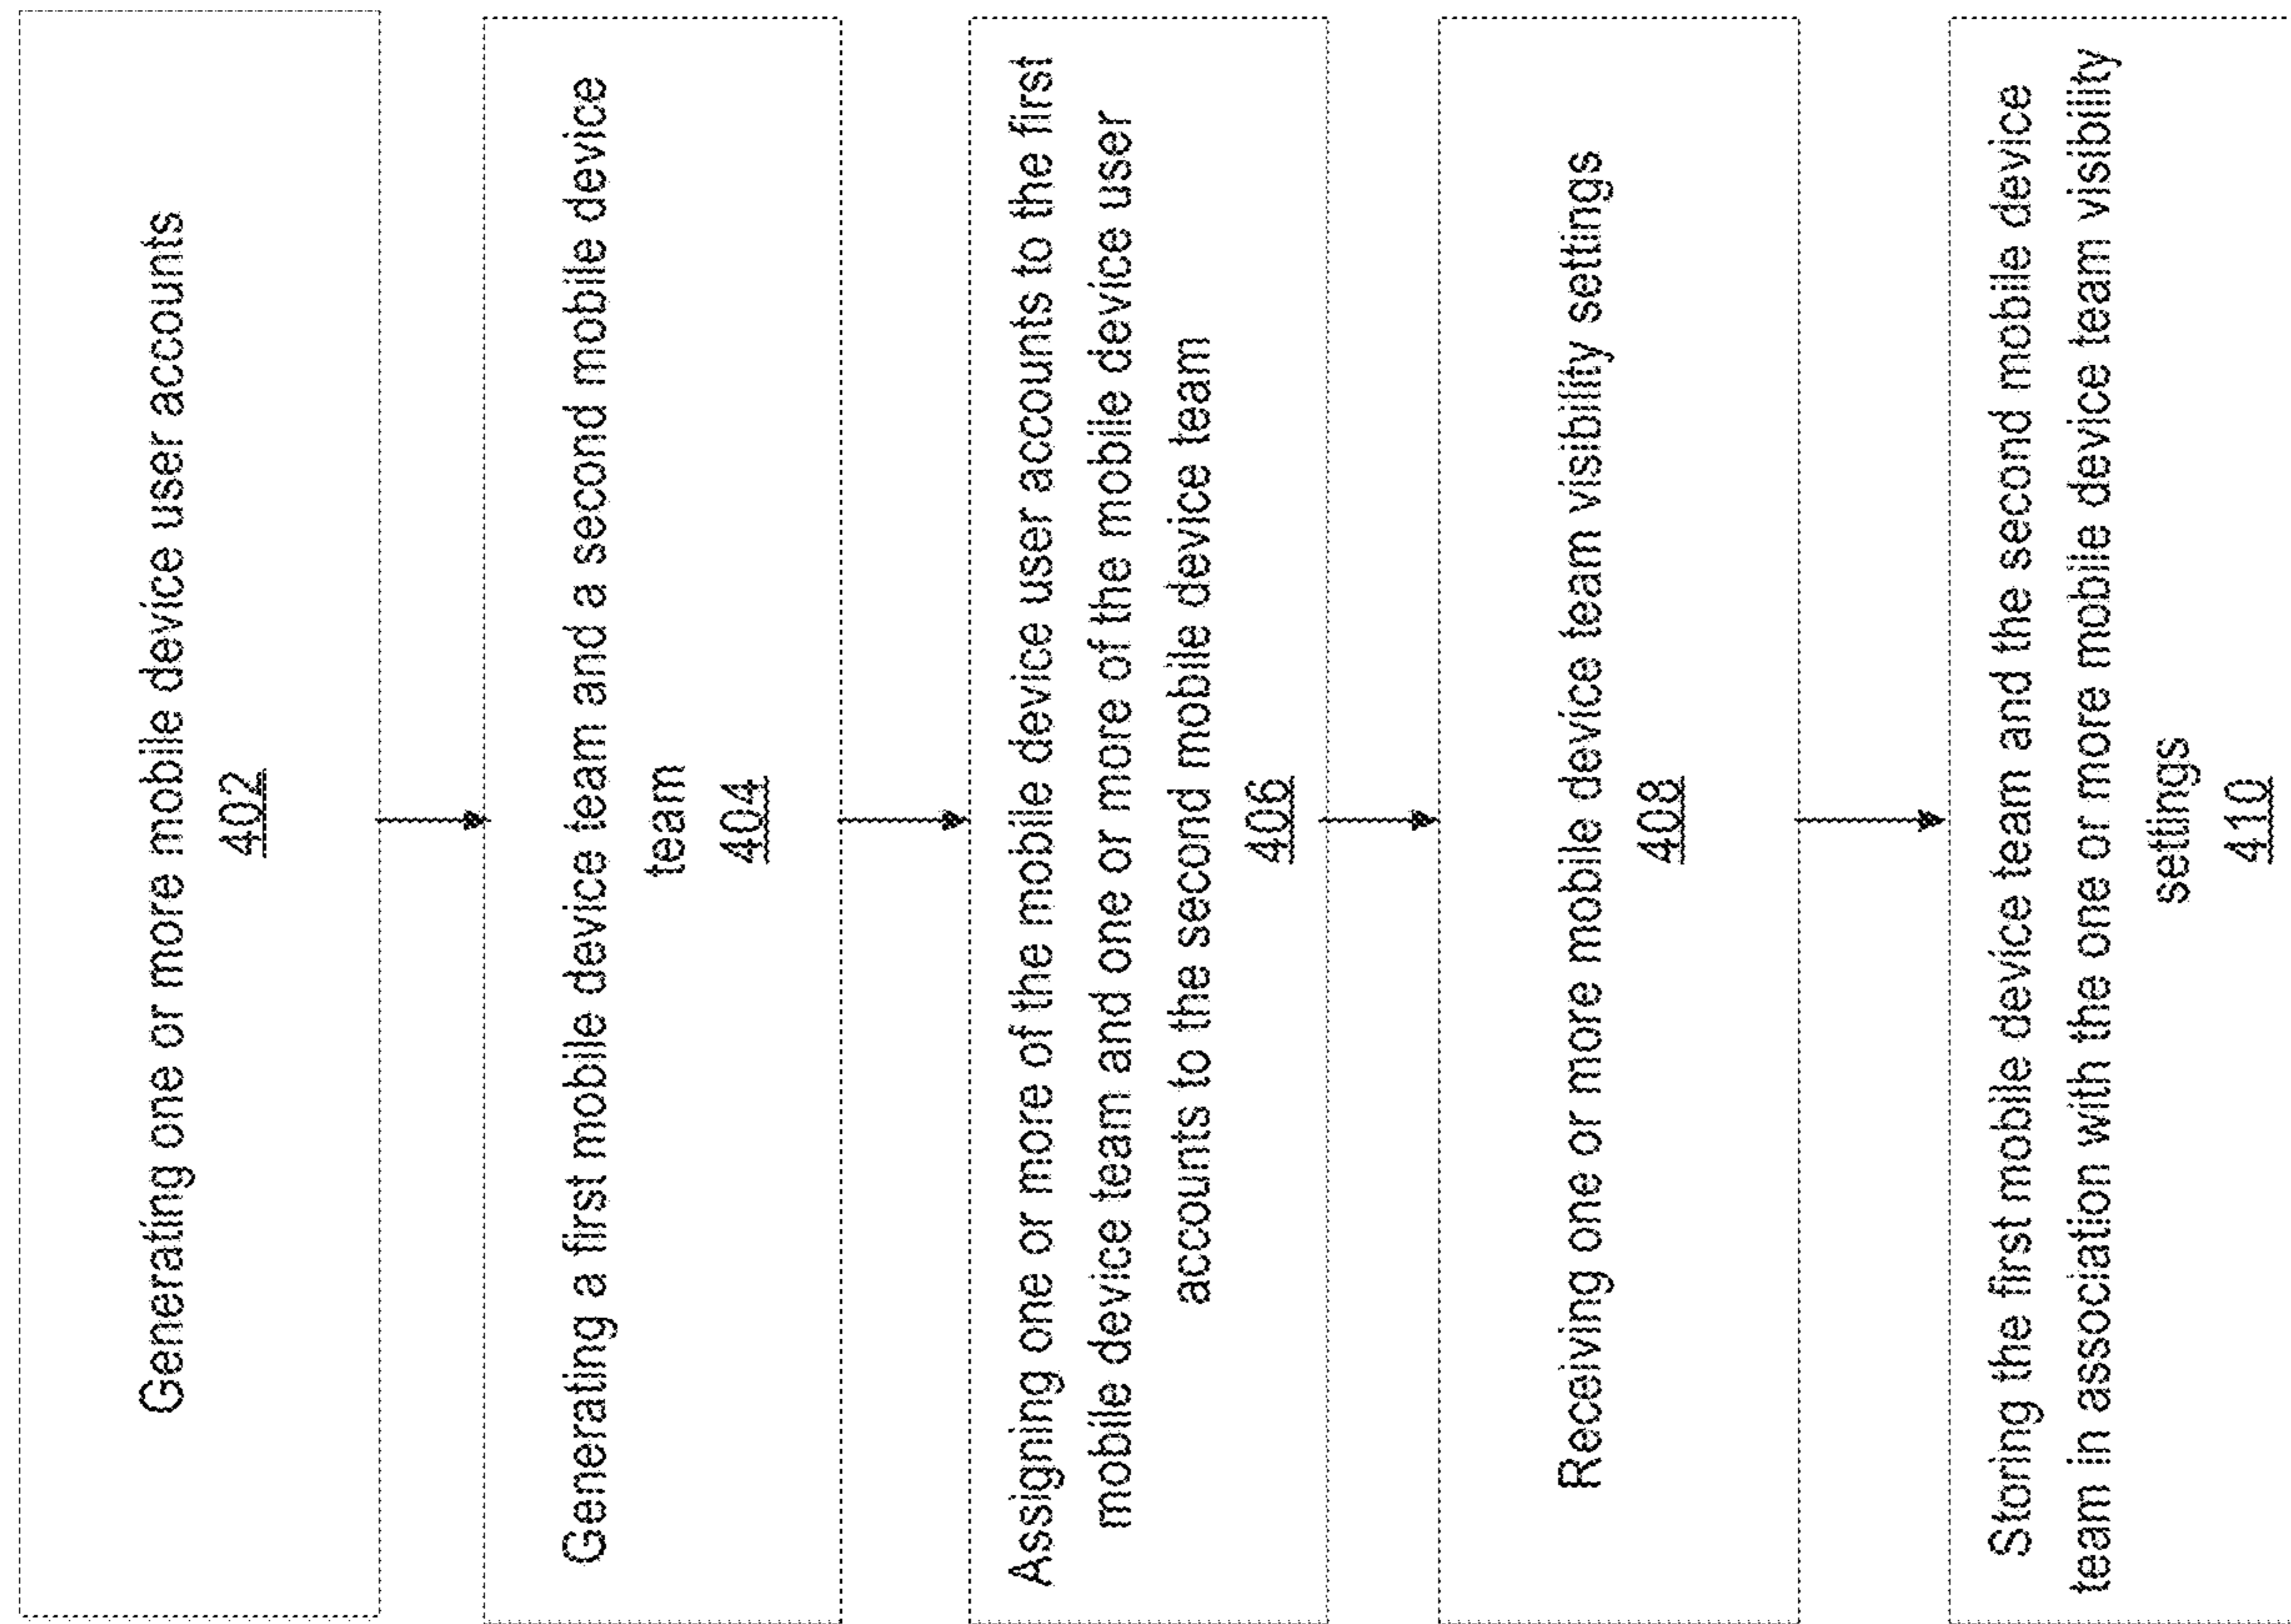 Generating one or more mobile device user accounts
402
Generating a first mobile device team and a second mobile device
team
404
Assigning one or more of the mobile device user accounts to the first
mobile device team and one or more of the mobile device user
accounts to the second mobile device team
406
Receiving one or more mobile device team visibility settings
408
Storing the first mobile device team and the second mobile device
team in association with the one or more mobile device team visibility
settings
410